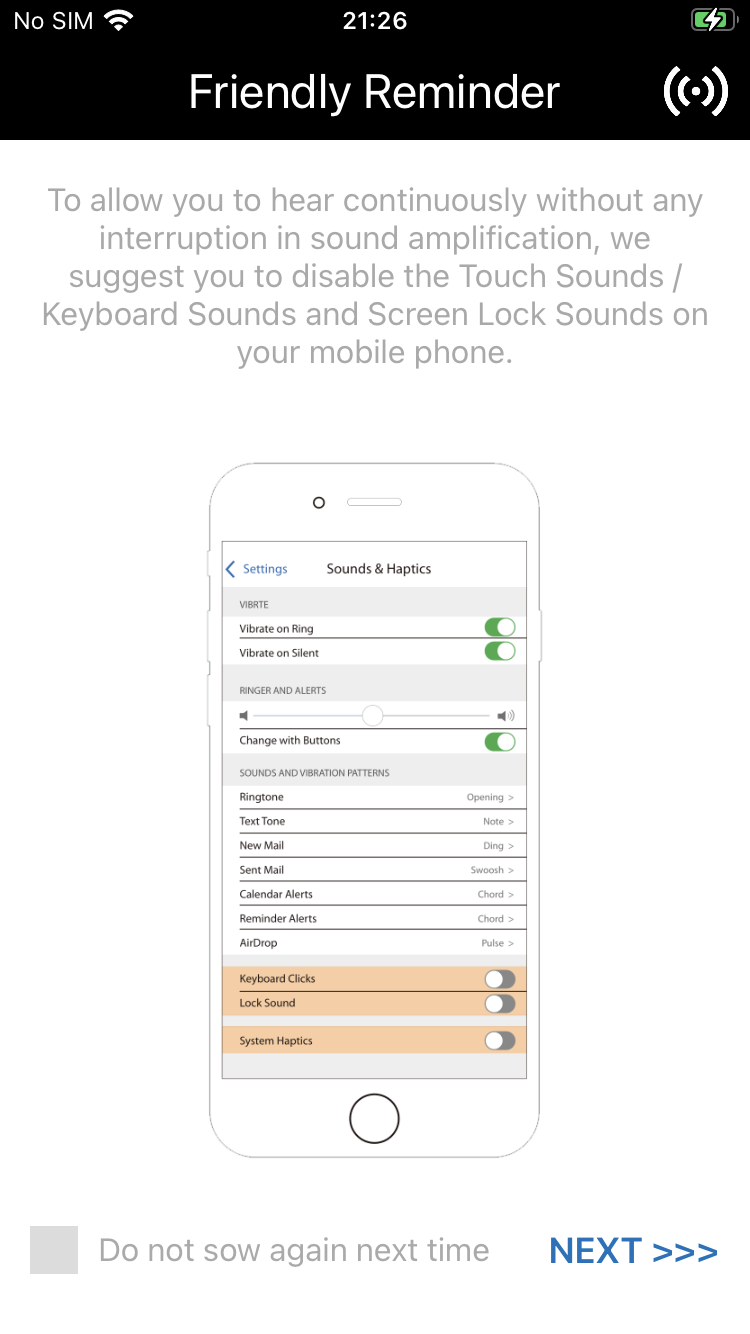 No SIM 21:26
Friendly Reminder
To allow you to hear continuously without any
interruption in sound amplification, we
suggest you to disable the Touch Sounds /
Keyboard Sounds and Screen Lock Sounds on
your mobile phone.
Settings Sounds & Haptics
VIBRTE
Vibrate on Ring
Vibrate on Silent
RINGER AND ALERTS
Change with Buttons
SOUNDS AND VIBRATION PATTERNS
Ringtone Opening >
Text Tone Note >
New Mail Ding >
Sent Mail Swoosh >
Calendar Alerts Chord >
Reminder Alerts Chord >
AirDrop Pulse >
Keyboard Clicks
Lock Sound
System Haptics
Do not sow again next time NEXT >>>